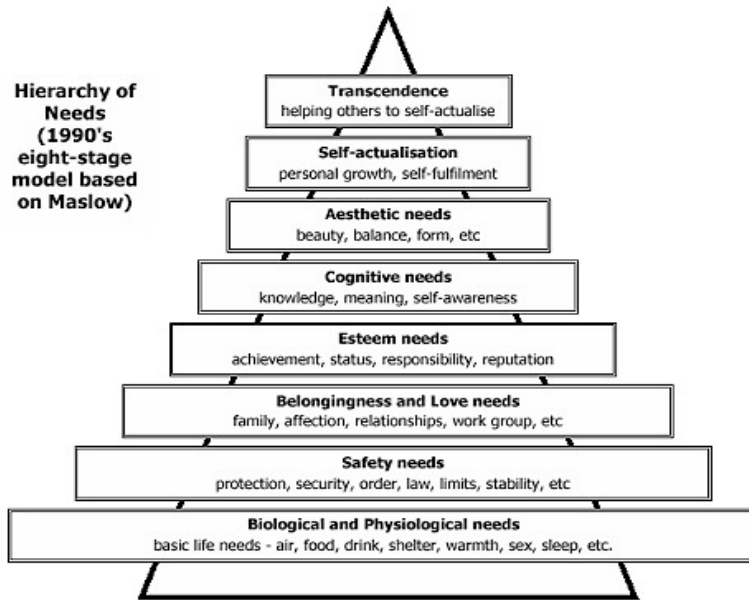 Hierarchy of
Needs
(1990's
eight-stage
model based
on Maslow)
Transcendence
helping others to self-actualise
Self-actualisation
personal growth, self-fulfilment
Aesthetic needs
beauty, balance, form, etc
Cognitive needs
knowledge, meaning, self-awareness
Esteem needs
achievement, status, responsibility, reputation
Belongingness and Love needs
family, affection, relationships, work group, etc
Safety needs
protection, security, order, law, limits, stability, etc
Biological and Physiological needs
basic life needs - air, food, drink, shelter, warmth, sex, sleep, etc.